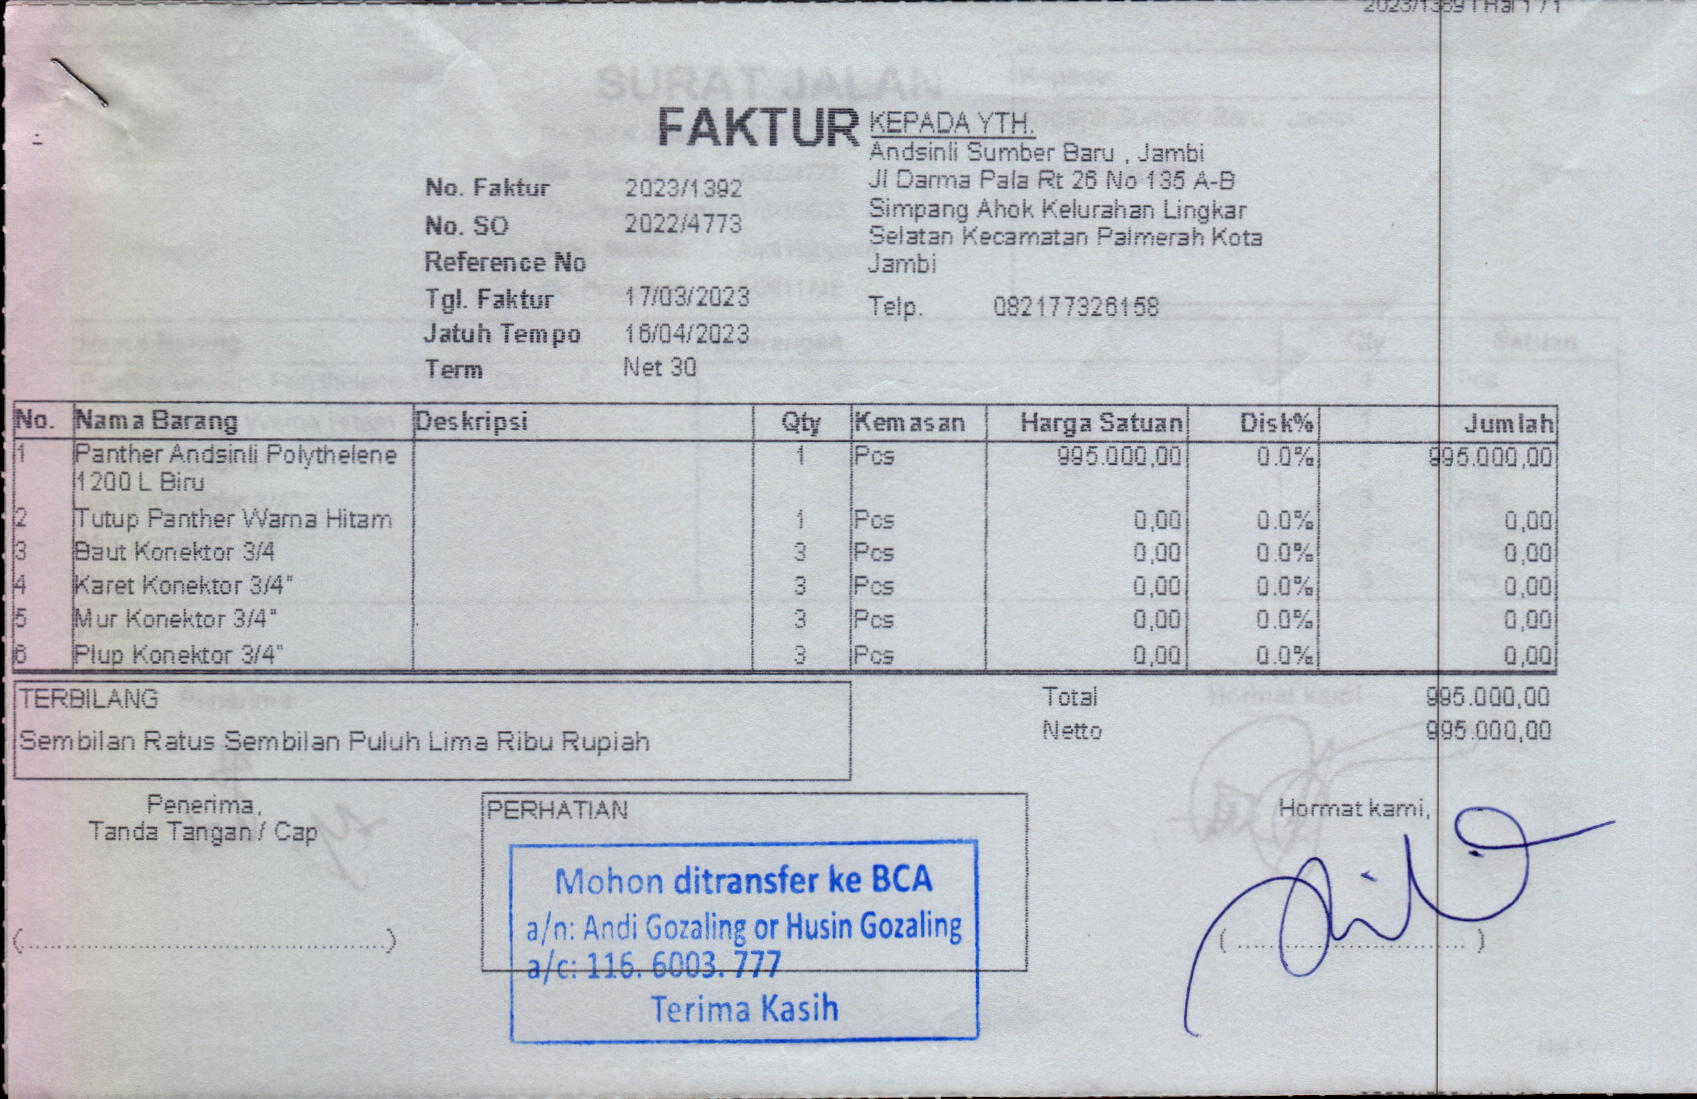 FAKTUR
No. Faktur 2023/1392
No. SO 2022/4773
Reference No
Tgl. Faktur 17/03/2023
Jatuh Tempo 16/04/2023
Term Net 30
KEPADA YTH.
Andsinli Sumber Baru , Jambi
Jl Darma Pala Rt 26 No 135 A-B
Simpang Ahok Kelurahan Lingkar
Selatan Kecamatan Palmerah Kota
Jambi
Telp. 082177326158
No. Nama Barang Deskripsi Qty Kemasan Harga Satuan Disk% Jumlah
1 Panther Andsinli Polythelene 1 Pcs 995.000,00 0.0% 995.000,00
1200 L Biru
2 Tutup Panther Warna Hitam 1 Pcs 0,00 0.0% 0,00
3 Baut Konektor 3/4 3 Pcs 0,00 0.0% 0,00
4 Karet Konektor 3/4" 3 Pcs 0,00 0.0% 0,00
5 Mur Konektor 3/4" 3 Pcs 0,00 0.0% 0,00
6 Plup Konektor 3/4" 3 Pcs 0,00 0.0% 0,00
TERBILANG
Sembilan Ratus Sembilan Puluh Lima Ribu Rupiah
Total 995.000,00
Netto 995.000,00
Penerima,
Tanda Tangan / Cap
PERHATIAN
Mohon ditransfer ke BCA
a/n: Andi Gozaling or Husin Gozaling
a/c: 116. 6003. 777
Terima Kasih
Hormat kami,